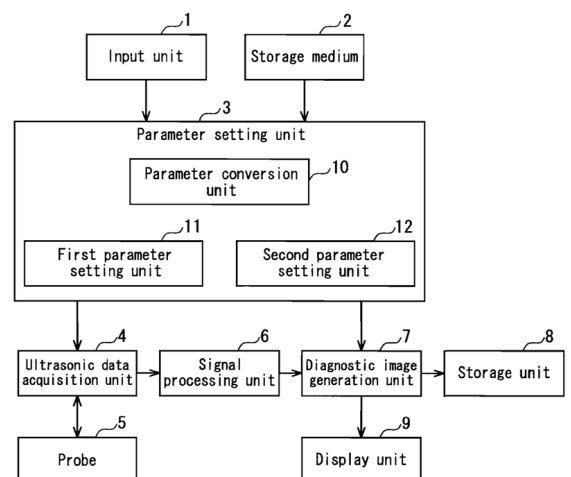 1
Input unit
2
Storage medium
3
Parameter setting unit
10
Parameter conversion
unit
11
First parameter
setting unit
12
Second parameter
setting unit
4
Ultrasonic data
acquisition unit
6
Signal
processing unit
7
Diagnostic image
generation unit
8
Storage unit
5
Probe
9
Display unit